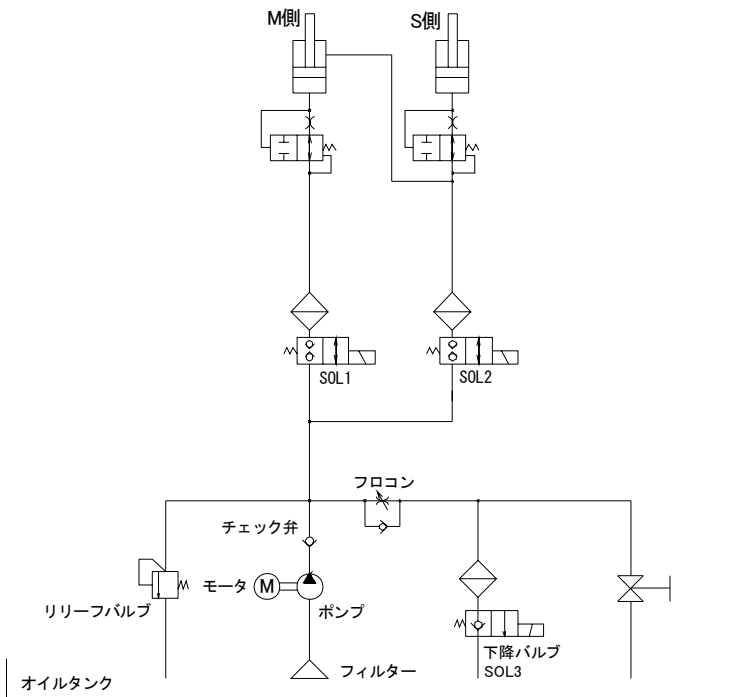 M側
S側
SOL1
SOL2
フロコン
チェック弁
モータ
M
リリーフバルブ
ポンプ
下降バルブ
SOL3
フィルター
オイルタンク